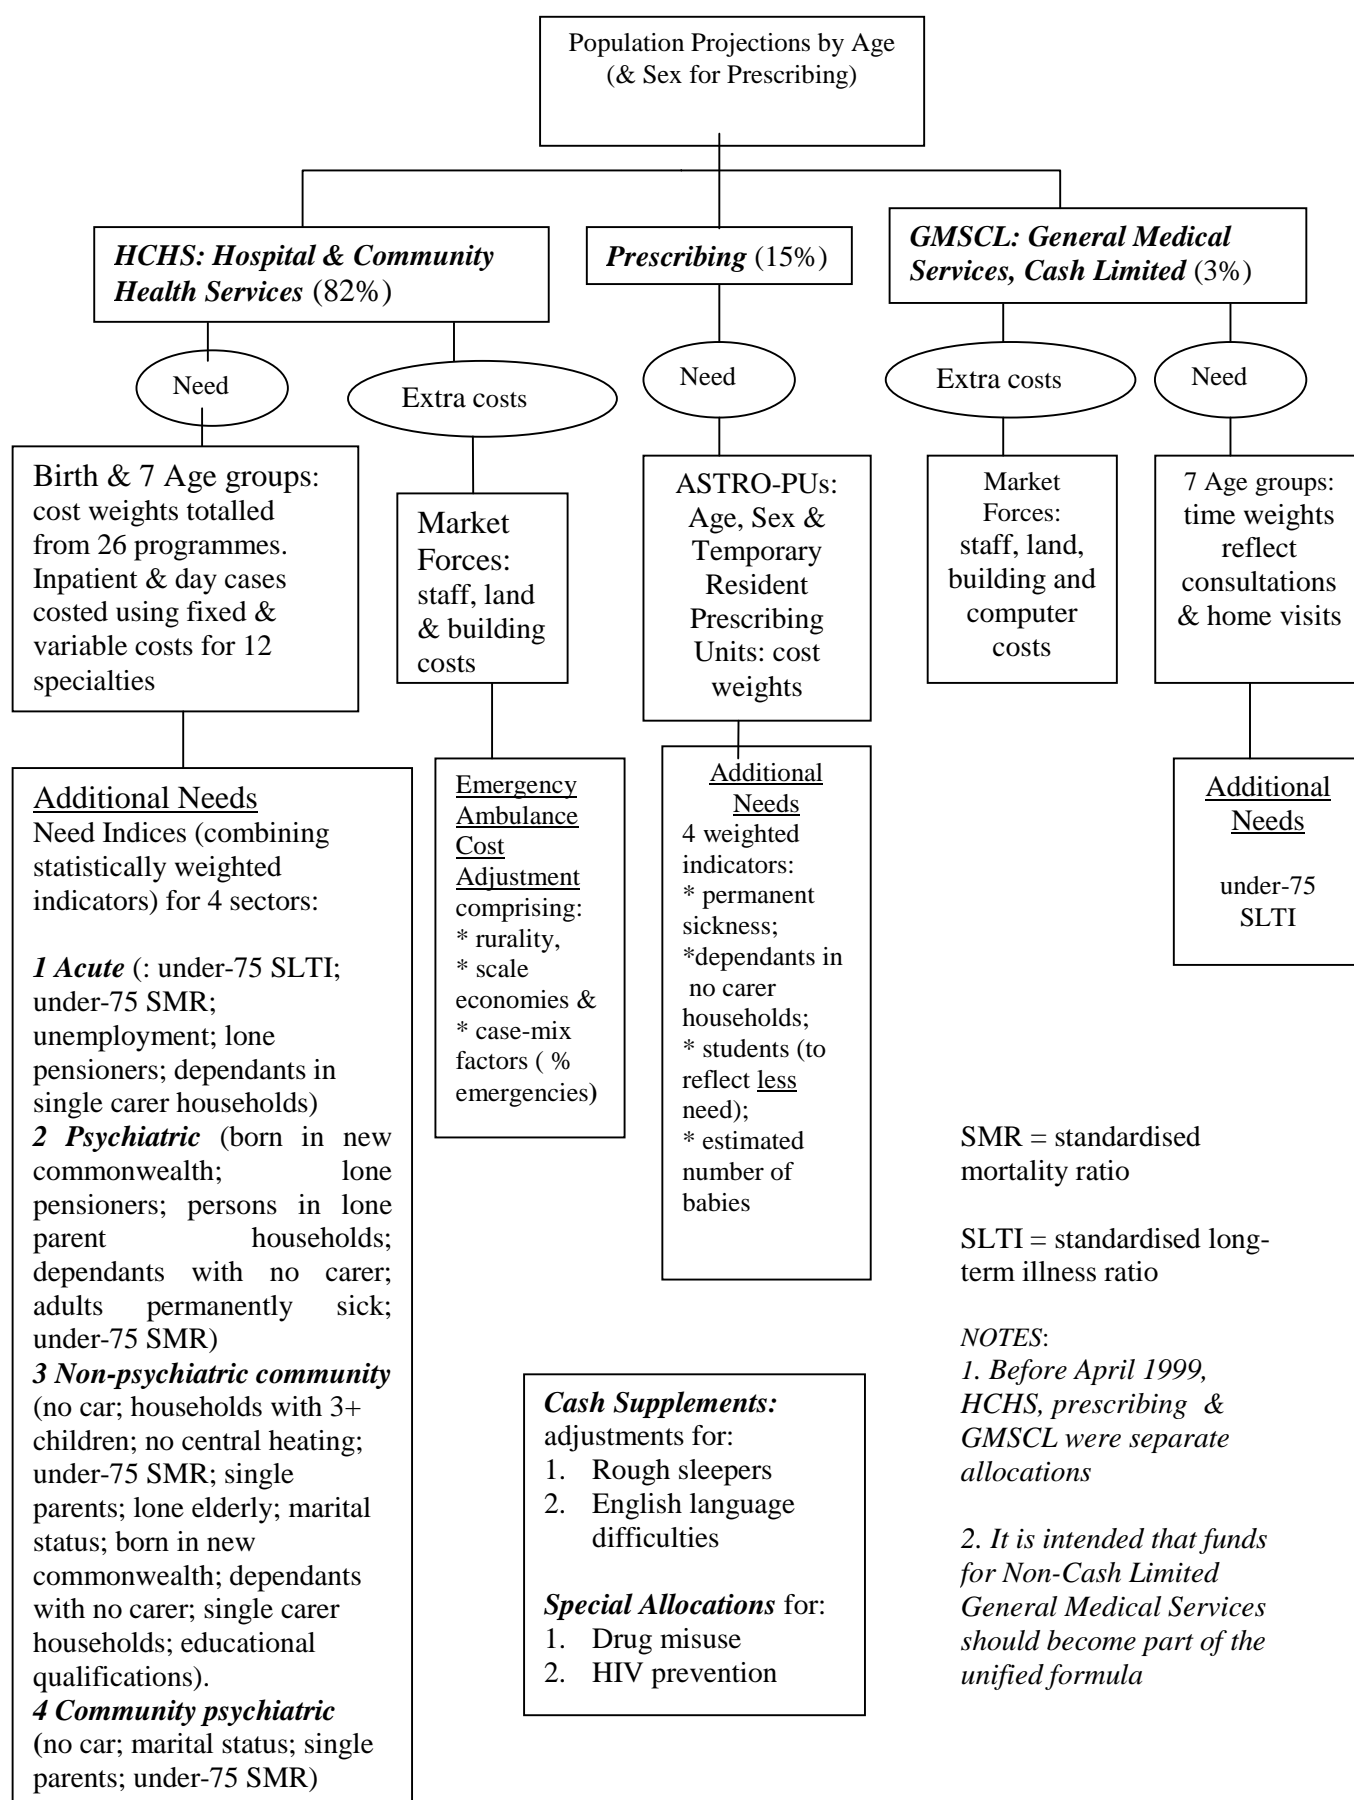 Population Projections by Age
(& Sex for Prescribing)
HCHS: Hospital & Community
Health Services (82%)
Prescribing (15%)
GMSCL: General Medical
Services, Cash Limited (3%)
Need
Extra costs
Need
Extra costs
Need
Birth & 7 Age groups:
cost weights totalled
from 26 programmes.
Inpatient & day cases
costed using fixed &
variable costs for 12
specialties
Market
Forces:
staff, land
& building
costs
ASTRO-PUs:
Age, Sex &
Temporary
Resident
Prescribing
Units: cost
weights
Market
Forces:
staff, land,
building and
computer
costs
7 Age groups:
time weights
reflect
consultations
& home visits
Additional Needs
Need Indices (combining
statistically weighted
indicators) for 4 sectors:
1 Acute (: under-75 SLTI;
under-75 SMR;
unemployment; lone
pensioners; dependants in
single carer households)
2 Psychiatric (born in new
commonwealth; lone
pensioners; persons in lone
parent households;
dependants with no carer;
adults permanently sick;
under-75 SMR)
3 Non-psychiatric community
(no car; households with 3+
children; no central heating;
under-75 SMR; single
parents; lone elderly; marital
status; born in new
commonwealth; dependants
with no carer; single carer
households; educational
qualifications).
4 Community psychiatric
(no car; marital status; single
parents; under-75 SMR)
Emergency
Ambulance
Cost
Adjustment
comprising:
* rurality,
* scale
economies &
* case-mix
factors ( %
emergencies)
Additional
Needs
4 weighted
indicators:
* permanent
sickness;
*dependants in
no carer
households;
* students (to
reflect less
need);
* estimated
number of
babies
Additional
Needs
under-75
SLTI
Cash Supplements:
adjustments for:
1. Rough sleepers
2. English language
difficulties
Special Allocations for:
1. Drug misuse
2. HIV prevention
SMR = standardised
mortality ratio
SLTI = standardised long-
term illness ratio
NOTES:
1. Before April 1999,
HCHS, prescribing &
GMSCL were separate
allocations
2. It is intended that funds
for Non-Cash Limited
General Medical Services
should become part of the
unified formula